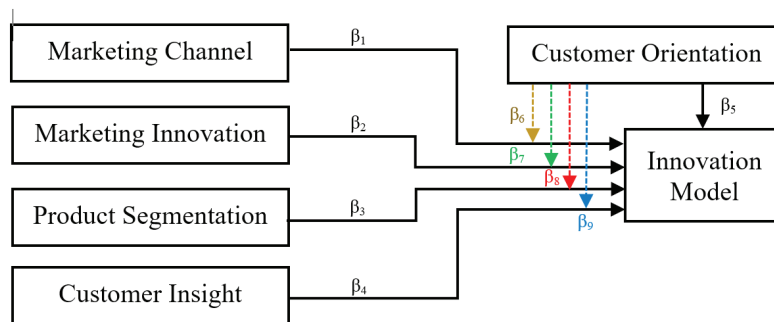 Marketing Channel
β1
Customer Orientation
Marketing Innovation
β2
β6
β5
β7
β8
Innovation
Model
Product Segmentation
β3
β9
Customer Insight
β4